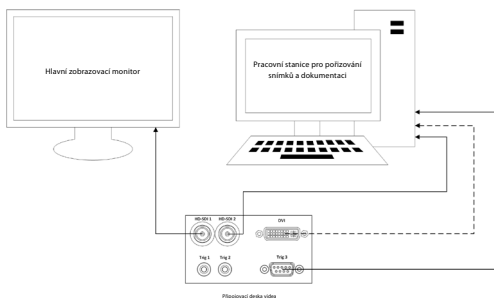 Hlavní zobrazovací monitor
Pracovní stanice pro pořizování
snímků a dokumentaci
HD-SDI 1 HD-SDI 2 DVI
Trig 1 Trig 2 Trig 3
Připojovací deska videa